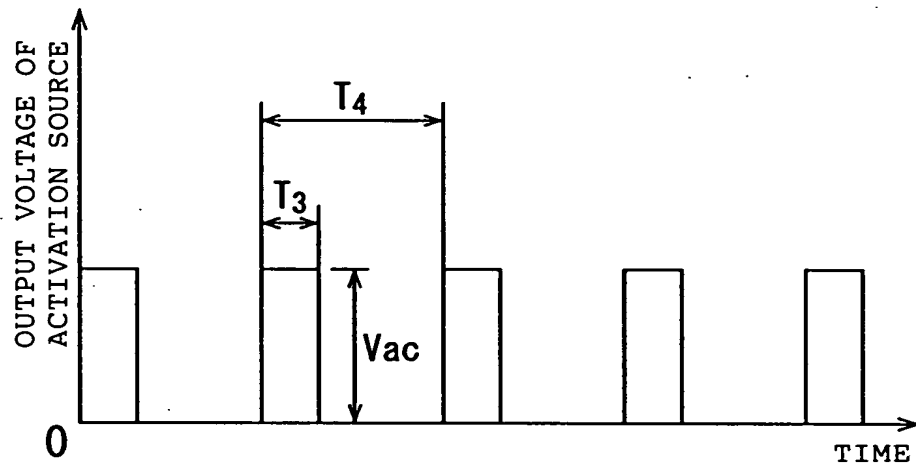 OUTPUT VOLTAGE OF
ACTIVATION SOURCE
T4
T3
Vac
0
TIME